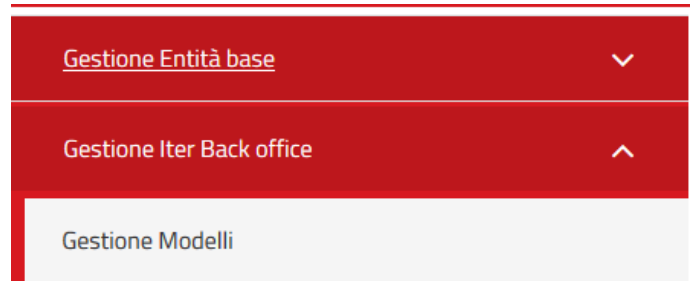 Gestione Entità base
Gestione Iter Back office
Gestione Modelli